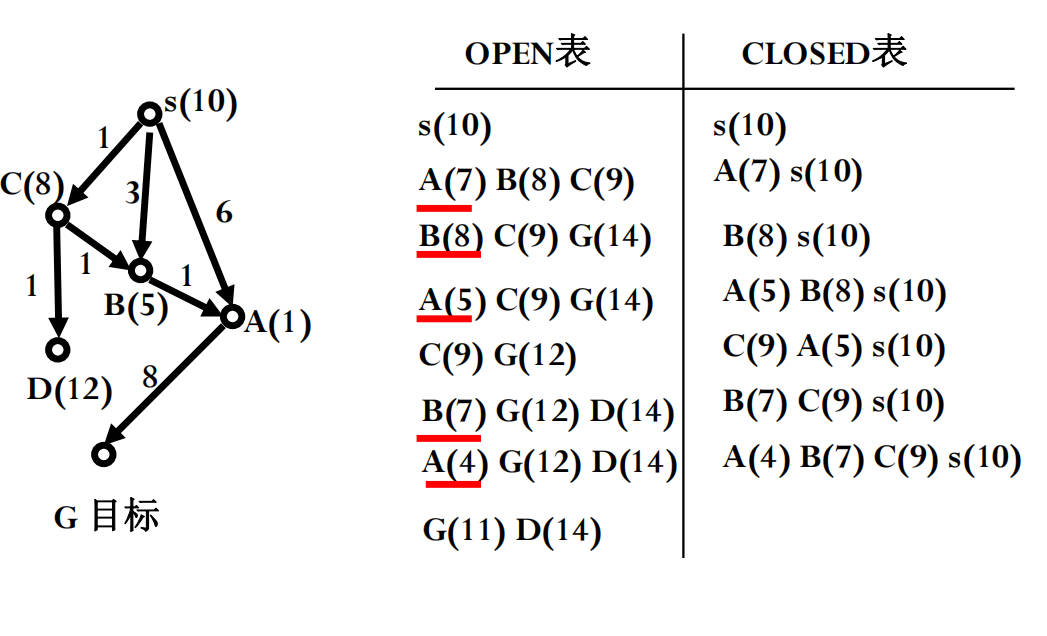 OPEN表 CLOSED表
s(10)
1
C(8)
3
6
1
1
1
B(5)
A(1)
D(12)
8
G 目标
s(10) s(10)
A(7) B(8) C(9) A(7) s(10)
B(8) C(9) G(14) B(8) s(10)
A(5) C(9) G(14) A(5) B(8) s(10)
C(9) G(12) C(9) A(5) s(10)
B(7) G(12) D(14) B(7) C(9) s(10)
A(4) G(12) D(14) A(4) B(7) C(9) s(10)
G(11) D(14)